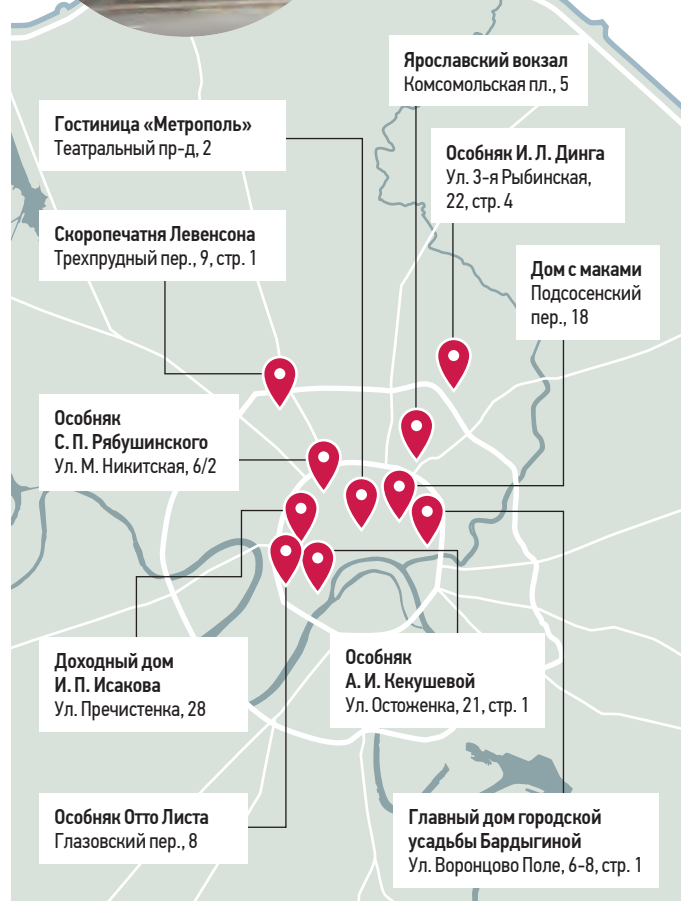 Ярославский вокзал
Комсомольская пл., 5
Гостиница «Метрополь»
Театральный пр-д, 2
Особняк И. Л. Динга
Ул. 3-я Рыбинская,
22, стр. 4
Скоропечатня Левенсона
Трехпрудный пер., 9, стр. 1
Дом с маками
Подсосенский
пер., 18
Особняк
С. П. Рябушинского
Ул. М. Никитская, 6/2
Доходный дом
И. П. Исакова
Ул. Пречистенка, 28
Особняк
А. И. Кекушевой
Ул. Остоженка, 21, стр. 1
Особняк Отто Листа
Глазовский пер., 8
Главный дом городской
усадьбы Бардыгиной
Ул. Воронцово Поле, 6-8, стр. 1